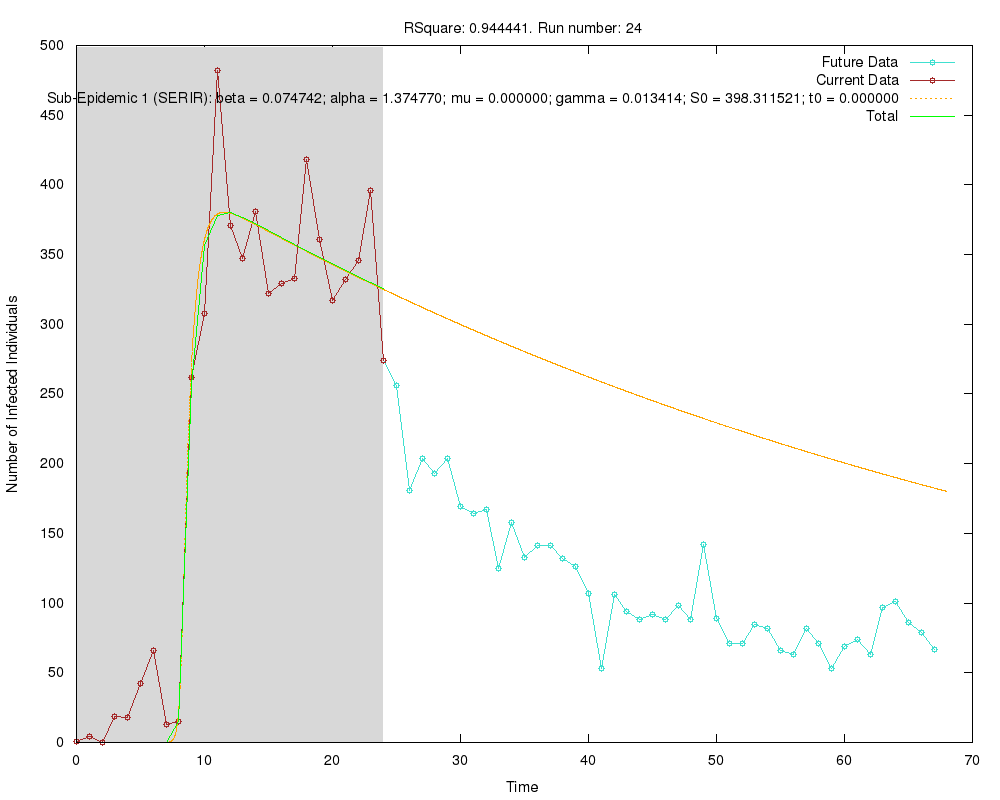 RSquare: 0.944441. Run number: 24
500
450
400
350
300
250
200
150
100
50
0
Number of Infected Individuals
Future Data
Current Data
Sub-Epidemic 1 (SERIR): beta = 0.074742; alpha = 1.374770; mu = 0.000000; gamma = 0.013414; S0 = 398.311521; t0 = 0.000000
Total
0 10 20 30 40 50 60 70
Time